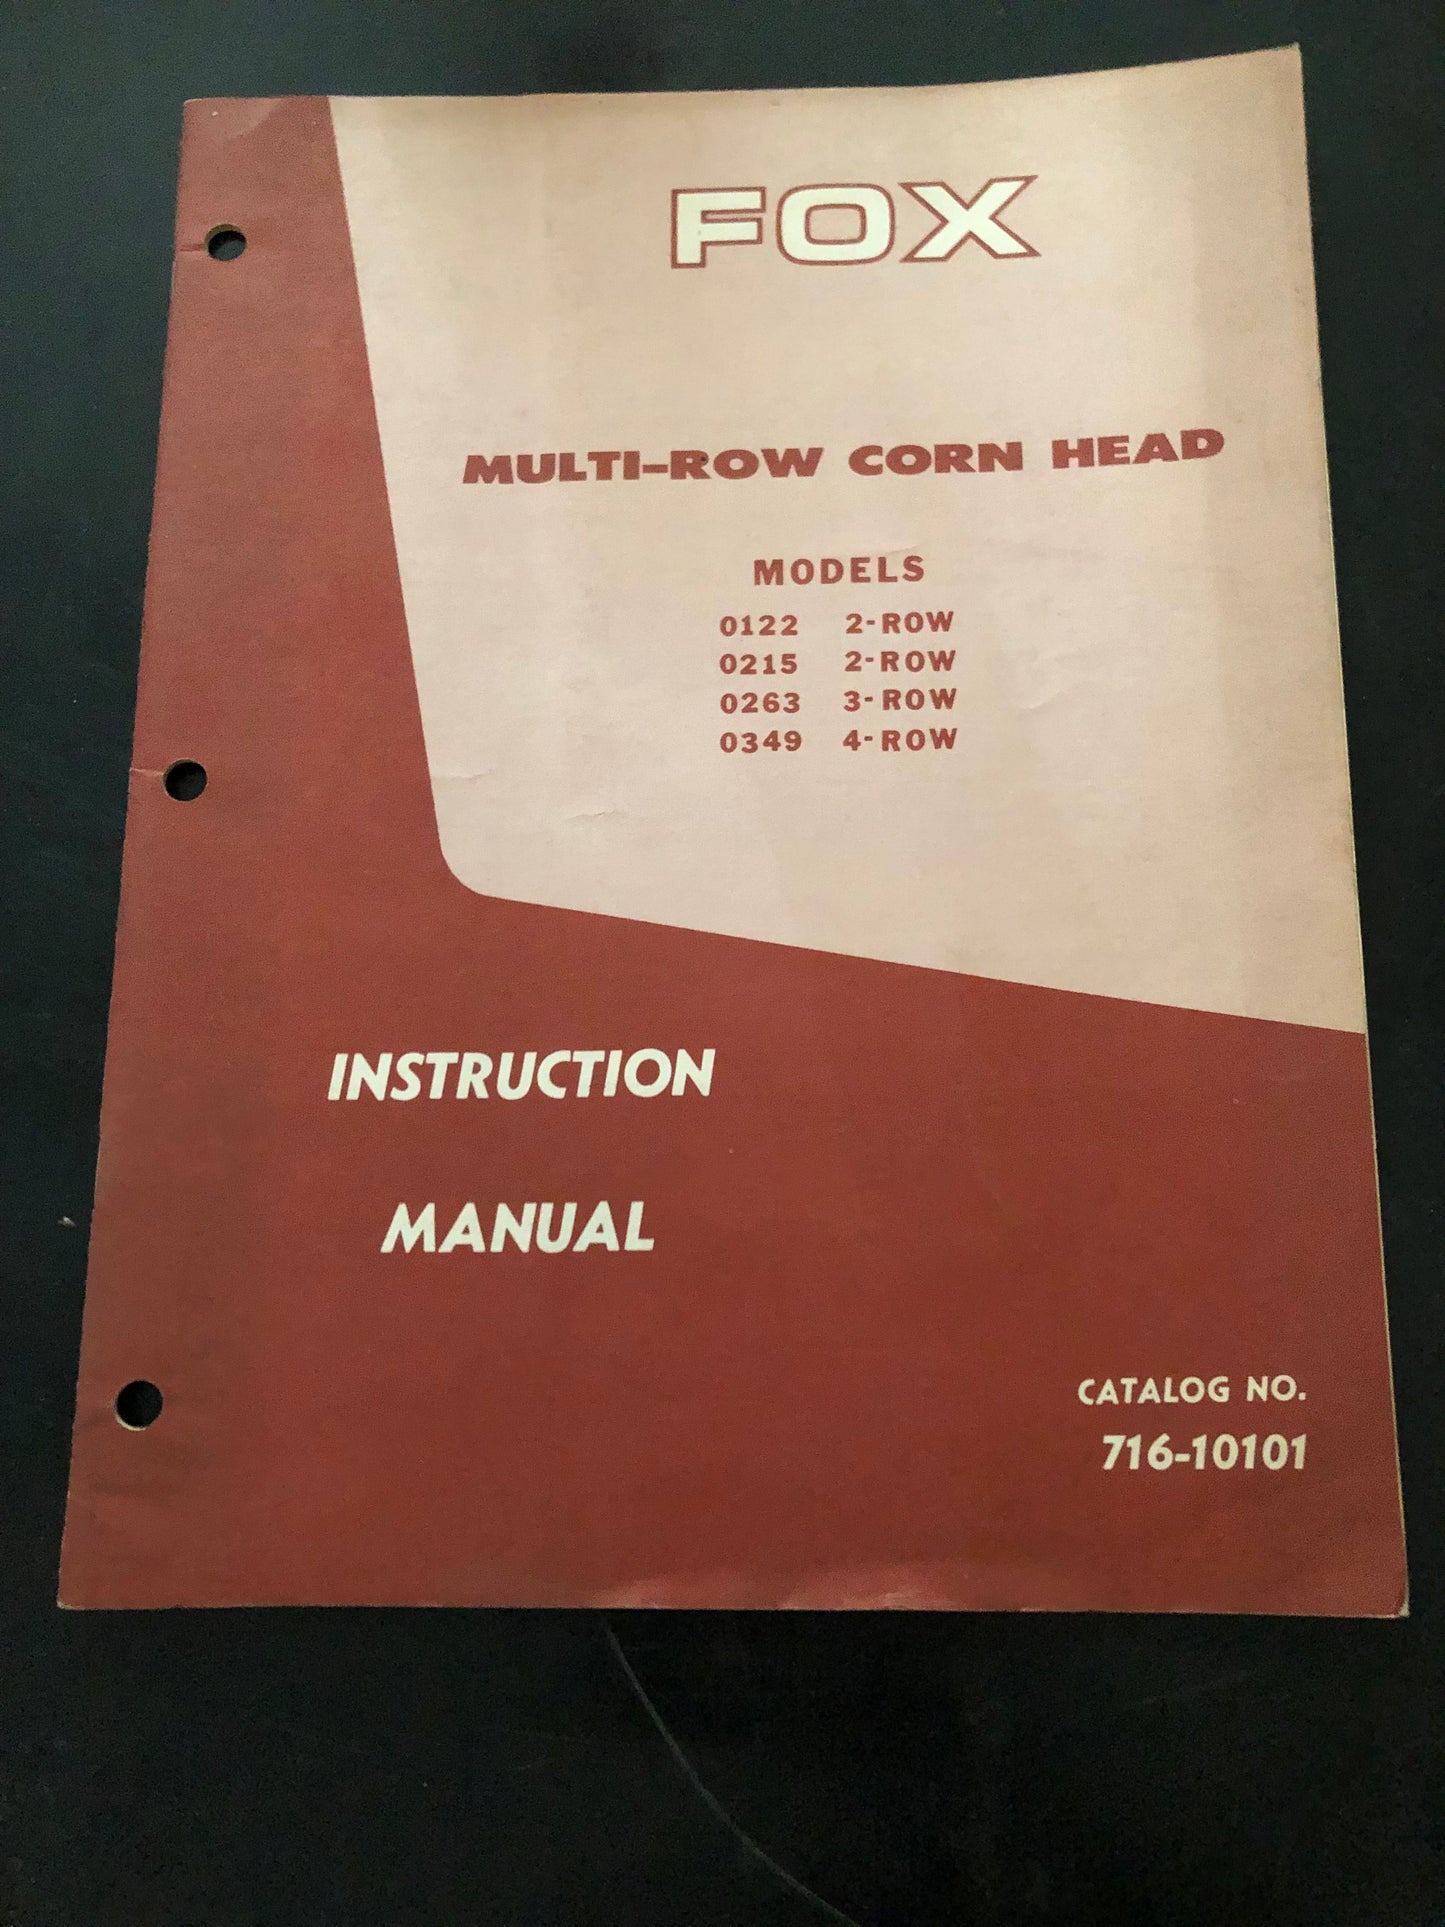 FOX
MULTI-ROW CORN HEAD
MODELS
0122 2-ROW
0215 2-ROW
0263 3-ROW
0349 4-ROW
INSTRUCTION
MANUAL
CATALOG NO.
716-10101